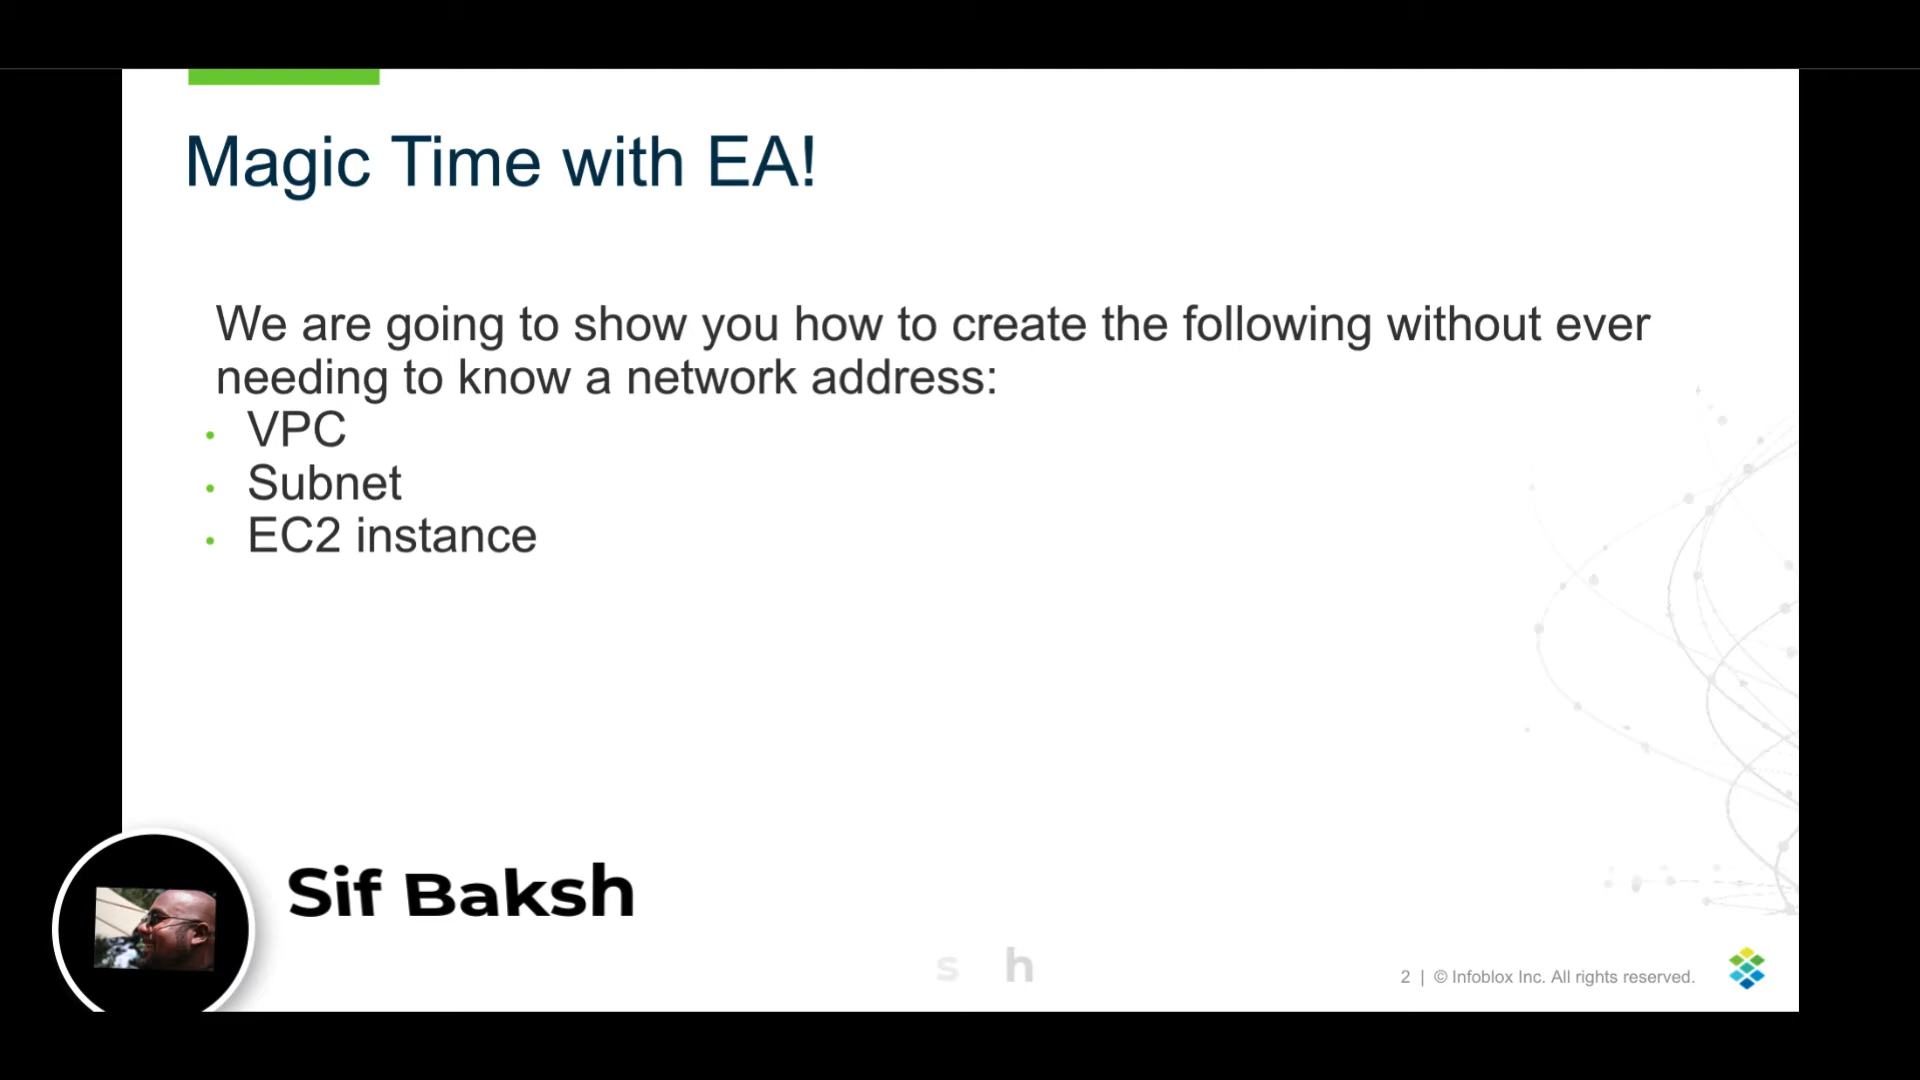 Magic Time with EA!
We are going to show you how to create the following without ever
needing to know a network address:
• VPC
• Subnet
• EC2 instance
Sif Baksh
s h
2 | © Infoblox Inc. All rights reserved.